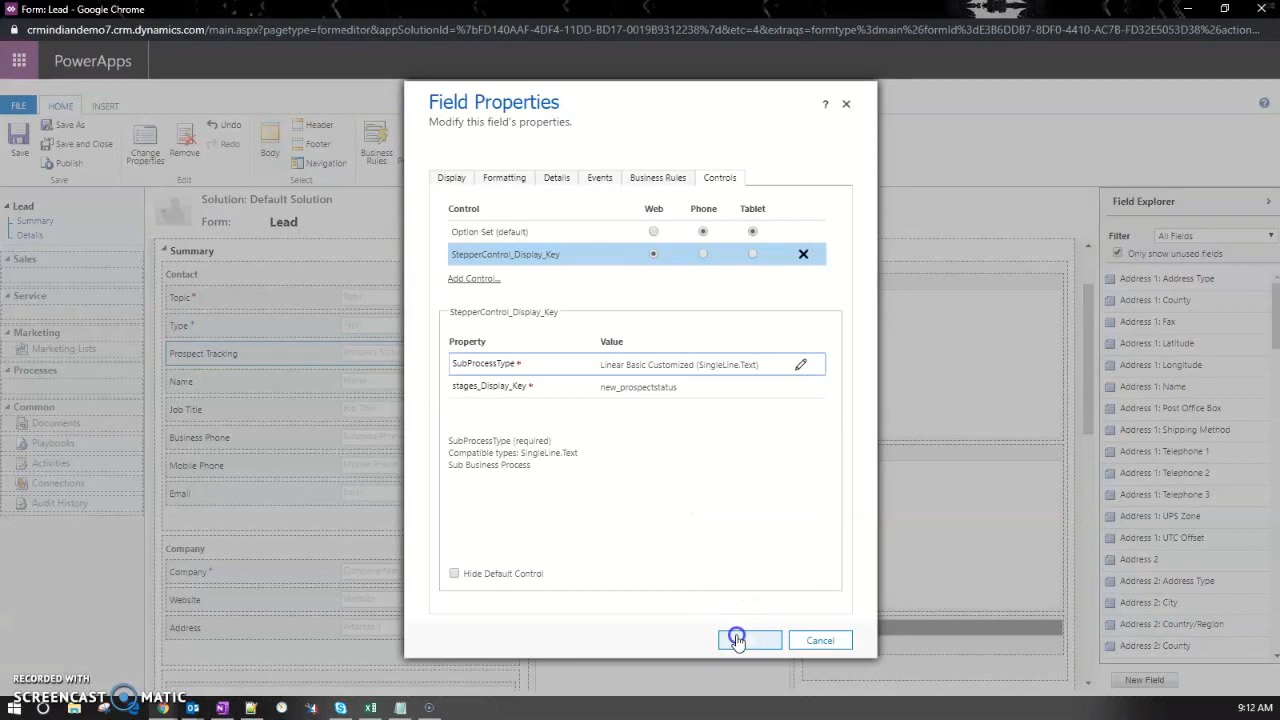 Form: Lead - Google Chrome
crmindiandemo7.crm.dynamics.com/main.aspx?pagetype=formeditor&appSolutionId=%7bFD140AAF-4DF4-11DD-BD17-0019B9312238%7d&etc=4&extraqs=formtype%3dmain%26formId%3dE3B6DDB7-8DF0-4410-AC7B-FD32E5053D38%26action...
PowerApps
FILE
HOME
INSERT
Save
Save As
Save and Close
Publish
Save
Change Properties
Remove
Undo
Redo
Edit
Body
Header
Footer
Navigation
Select
Business Rules
Lead
Summary
Details
Sales
Service
Marketing
Marketing Lists
Processes
Common
Documents
Playbooks
Activities
Connections
Audit History
Solution: Default Solution
Form: Lead
Summary
Contact
Topic * Topic
Type * Type
Prospect Tracking
Name
Job Title Job Title
Business Phone
Mobile Phone
Email Email
Company
Company *
Website Website
Address Address 1
Field Properties
Modify this field's properties.
? ×
Display Formatting Details Events Business Rules Controls
Control Web Phone Tablet
Option Set (default)
StepperControl_Display_Key
Add Control...
StepperControl_Display_Key
Property Value
SubProcessType * Linear Basic Customized (SingleLine.Text)
stages_Display_Key * new_prospectstatus
SubProcessType (required)
Compatible types: SingleLine.Text
Sub Business Process
Hide Default Control
Cancel
Field Explorer
Filter All Fields
Only show unused fields
Address 1: Address Type
Address 1: County
Address 1: Fax
Address 1: Latitude
Address 1: Longitude
Address 1: Name
Address 1: Post Office Box
Address 1: Shipping Method
Address 1: Telephone 1
Address 1: Telephone 2
Address 1: Telephone 3
Address 1: UPS Zone
Address 1: UTC Offset
Address 2
Address 2: Address Type
Address 2: City
Address 2: Country/Region
Address 2: County
New Field
RECORDED WITH
SCREENCAST MATIC
9:12 AM